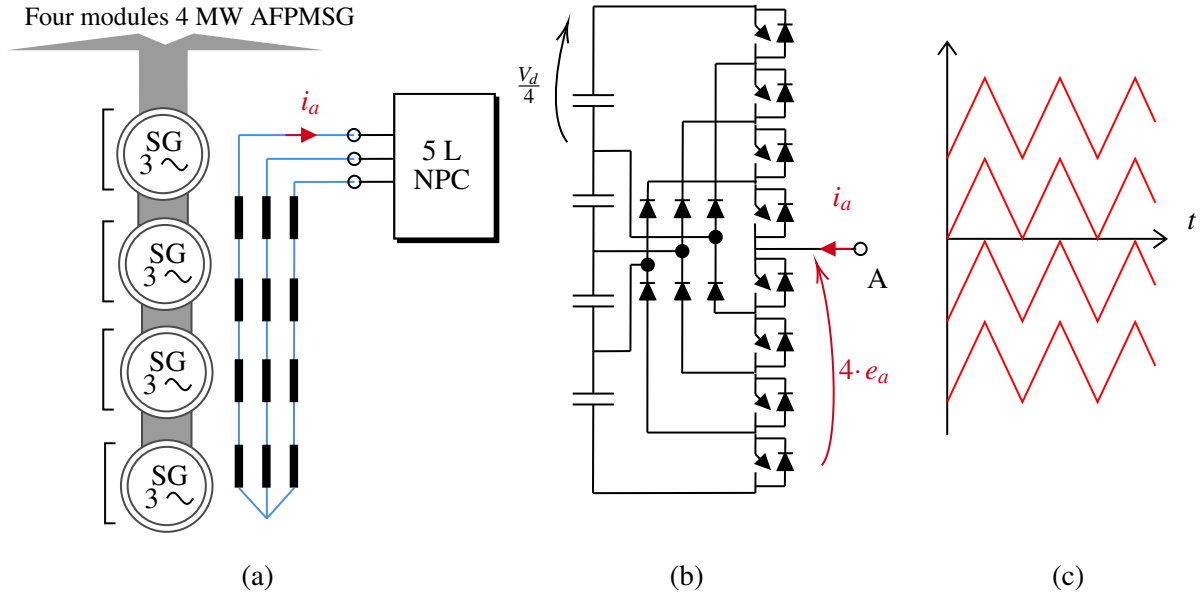 Four modules 4 MW AFPMSG
SG
3
SG
3
SG
3
SG
3
i_a
5 L
NPC
V_d
4
i_a
A
4· e_a
t
(a)
(b)
(c)